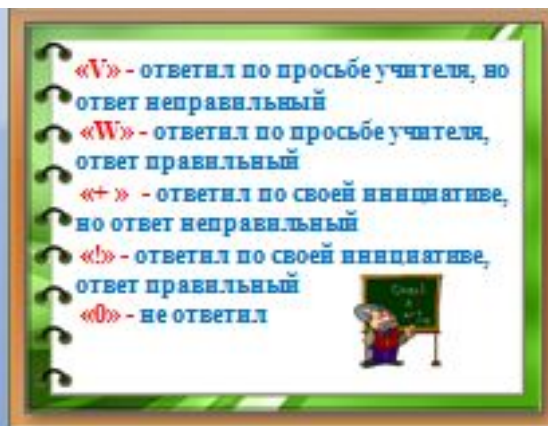 «V» - ответил по просьбе учителя, но
ответ неправильный
«W» - ответил по просьбе учителя,
ответ правильный
«+ » - ответил по своей инициативе,
но ответ неправильный
«!» - ответил по своей инициативе,
ответ правильный
«0» - не ответил